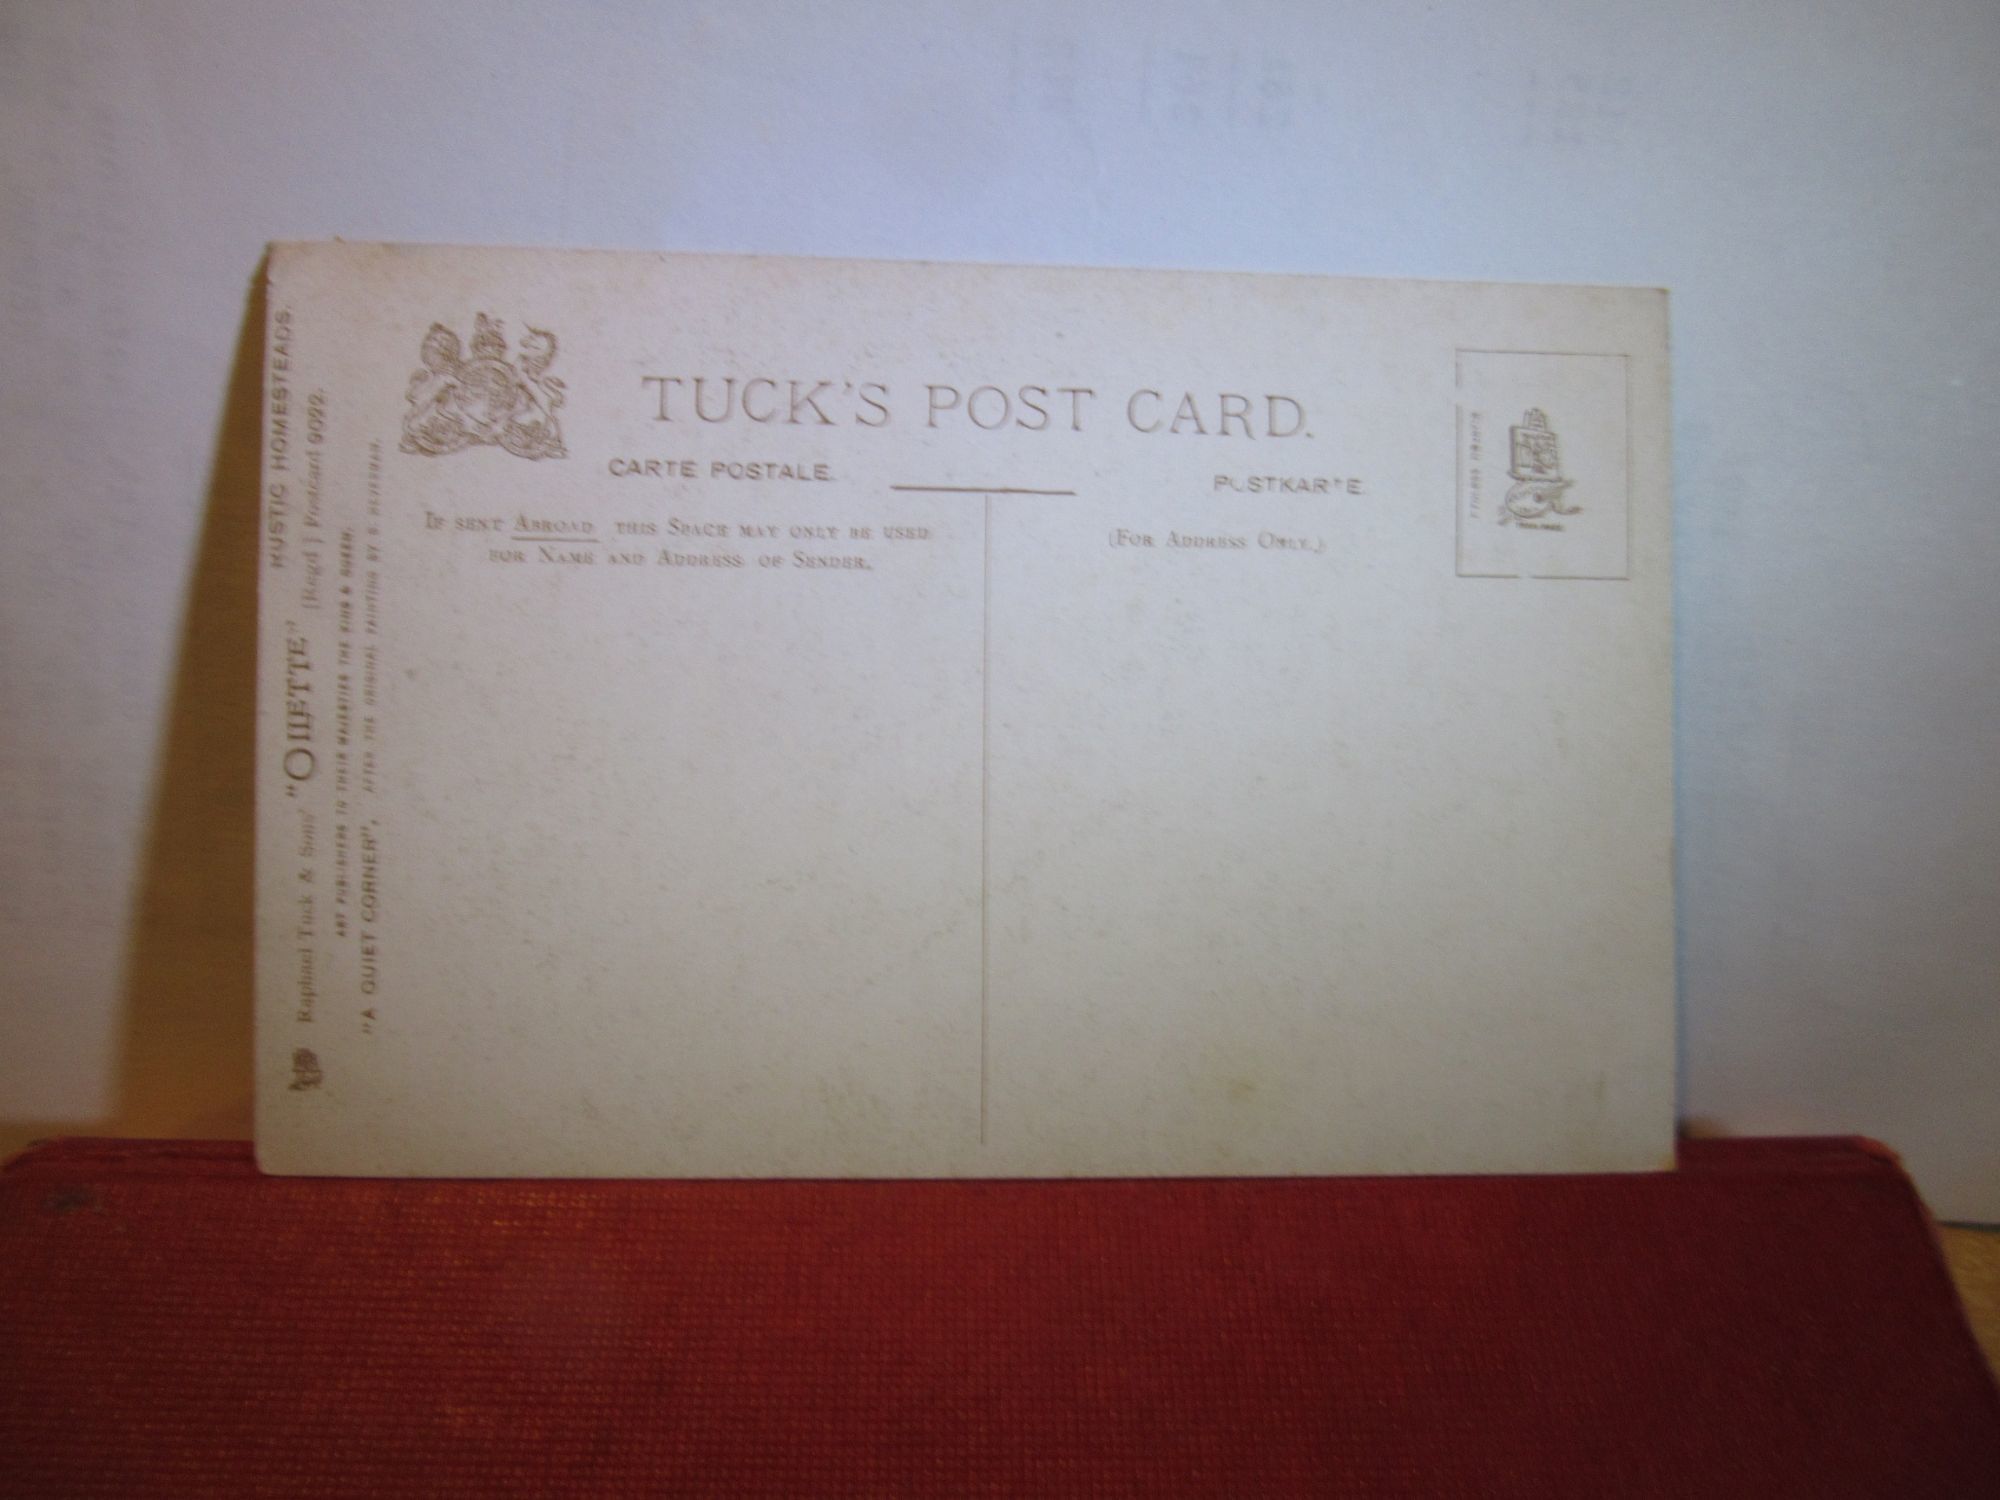 TUCK'S POST CARD.
CARTE POSTALE.
POSTKARTE
IF SENT ABROAD THIS SPACE MAY ONLY BE USED
FOR NAME AND ADDRESS OF SENDER.
(FOR ADDRESS ONLY.)
RUSTIC HOMESTEADS.
Raphael Tuck & Sons' "OILETTE" [Regd.] Postcard 9092.
ART PUBLISHERS TO THEIR MAJESTIES THE KING & QUEEN.
"A QUIET CORNER", AFTER THE ORIGINAL PAINTING BY